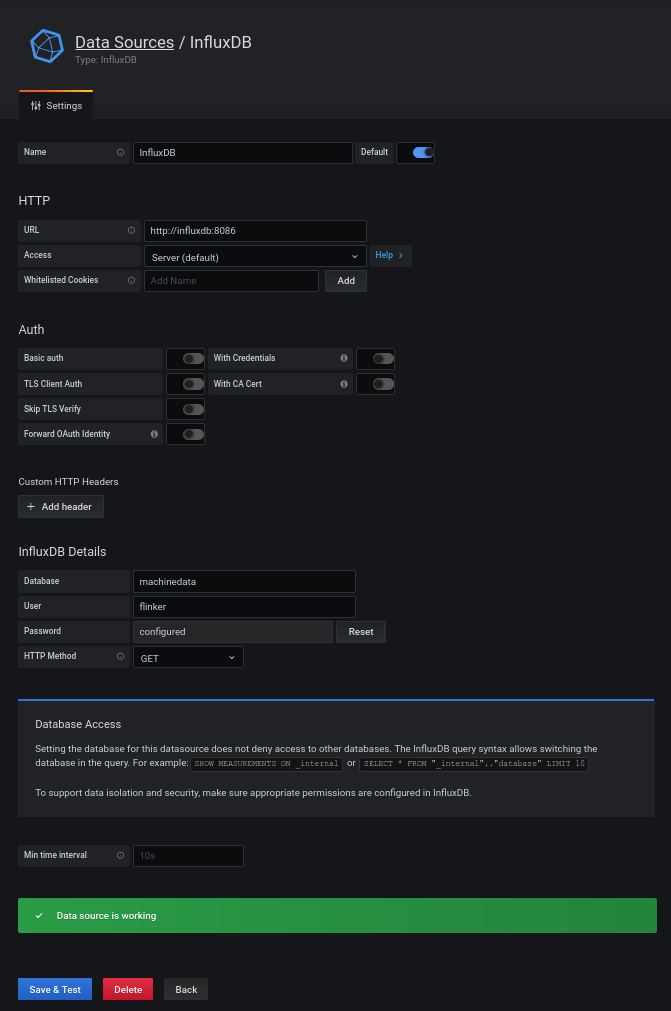 Data Sources / InfluxDB
Type: InfluxDB
Settings
Name InfluxDB Default
HTTP
URL http://influxdb:8086
Access Server (default) Help
Whitelisted Cookies Add Name Add
Auth
Basic auth With Credentials
TLS Client Auth With CA Cert
Skip TLS Verify
Forward OAuth Identity
Custom HTTP Headers
Add header
InfluxDB Details
Database machinedata
User flinker
Password configured Reset
HTTP Method GET
Database Access
Setting the database for this datasource does not deny access to other databases. The InfluxDB query syntax allows switching the
database in the query. For example: SHOW MEASUREMENTS ON _internal or SELECT * FROM "_internal".."database" LIMIT 10
To support data isolation and security, make sure appropriate permissions are configured in InfluxDB.
Min time interval 10s
Data source is working
Save & Test Delete Back